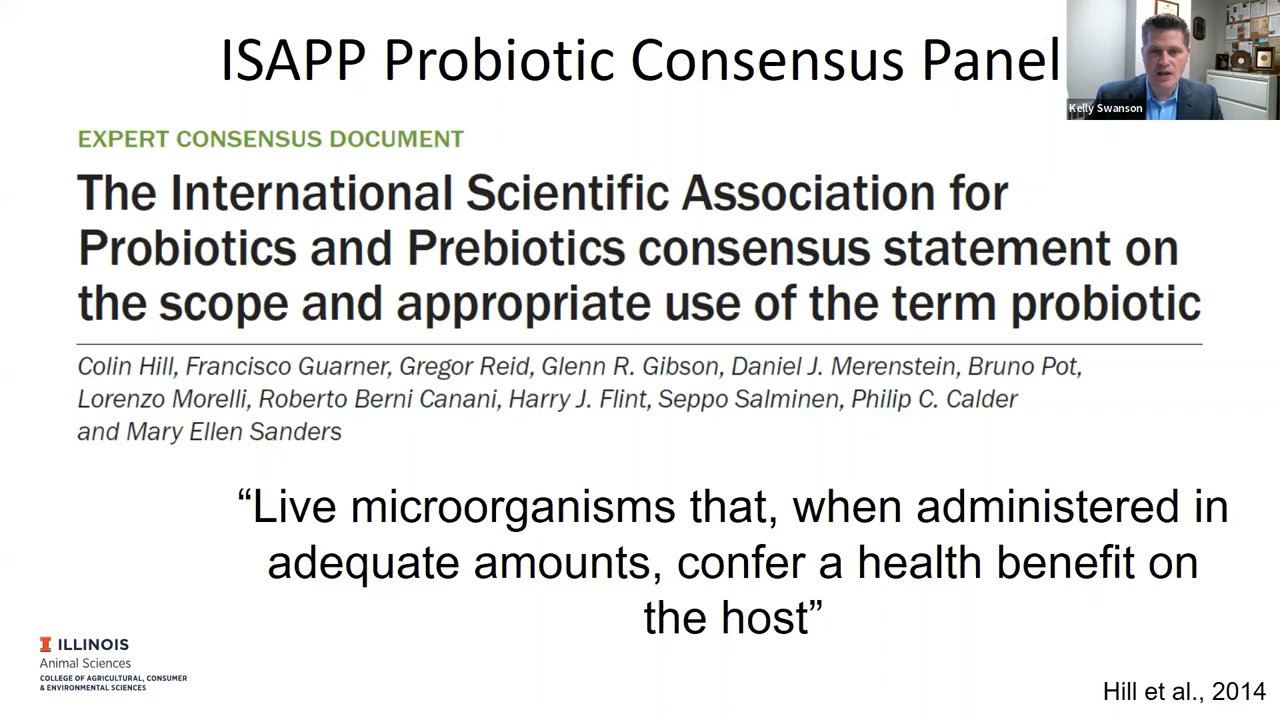 ISAPP Probiotic Consensus Panel
Kelly Swanson
EXPERT CONSENSUS DOCUMENT
The International Scientific Association for
Probiotics and Prebiotics consensus statement on
the scope and appropriate use of the term probiotic
Colin Hill, Francisco Guarner, Gregor Reid, Glenn R. Gibson, Daniel J. Merenstein, Bruno Pot,
Lorenzo Morelli, Roberto Berni Canani, Harry J. Flint, Seppo Salminen, Philip C. Calder
and Mary Ellen Sanders
“Live microorganisms that, when administered in
adequate amounts, confer a health benefit on
the host”
I ILLINOIS
Animal Sciences
COLLEGE OF AGRICULTURAL, CONSUMER
& ENVIRONMENTAL SCIENCES
Hill et al., 2014